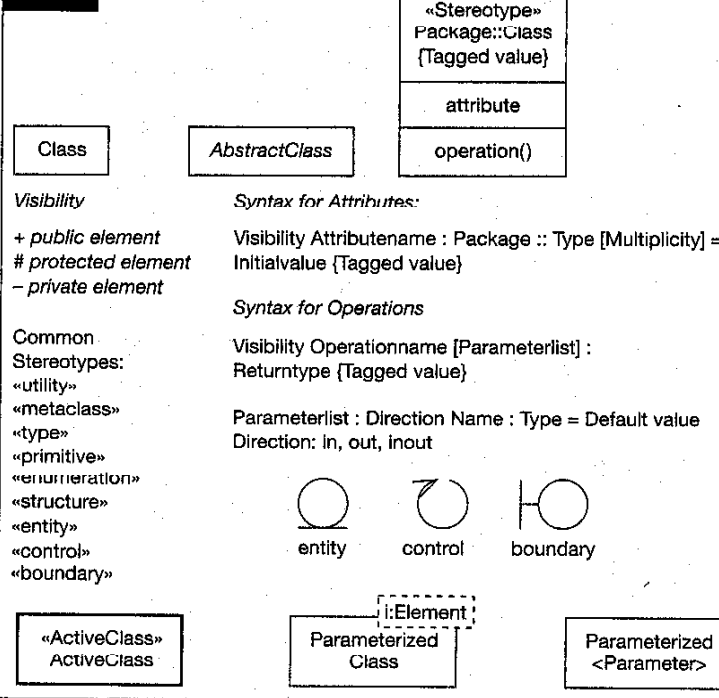 «Stereotype»
Package::Class
{Tagged value}
attribute
operation()
Class
AbstractClass
Visibility
+ public element
# protected element
– private element
Syntax for Attributes:
Visibility Attributename : Package :: Type [Multiplicity] =
Initialvalue {Tagged value}
Syntax for Operations
Visibility Operationname [Parameterlist] :
Returntype {Tagged value}
Parameterlist : Direction Name : Type = Default value
Direction: in, out, inout
Common
Stereotypes:
«utility»
«metaclass»
«type»
«primitive»
«enumeration»
«structure»
«entity»
«control»
«boundary»
entity
control
boundary
«ActiveClass»
ActiveClass
i:Element
Parameterized
Class
Parameterized
<Parameter>